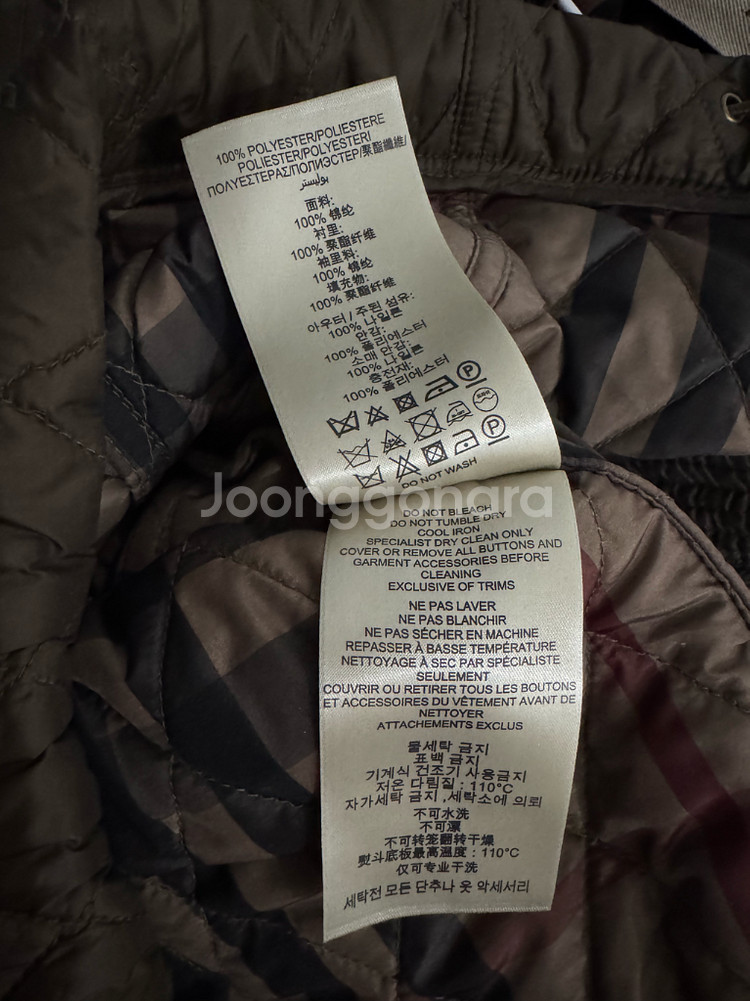 100% POLYESTER/POLIESTERE
POLIESTER/POLYESTERI
ΠΟΛΥΕΣΤΕΡΑΣ/ПОЛИЭСТЕР/聚酯纖維/
بوليستر
面料:
100% 锦纶
衬里:
100% 聚酯纤维
袖里料:
100% 锦纶
填充物:
100% 聚酯纤维
아우터 / 주된 섬유:
100% 나일론
안감:
100% 폴리에스터
소매 안감:
100% 나일론
충전재:
100% 폴리에스터
DO NOT WASH
Joonggonara
DO NOT BLEACH
DO NOT TUMBLE DRY
COOL IRON
SPECIALIST DRY CLEAN ONLY
COVER OR REMOVE ALL BUTTONS AND
GARMENT ACCESSORIES BEFORE
CLEANING
EXCLUSIVE OF TRIMS
NE PAS LAVER
NE PAS BLANCHIR
NE PAS SÉCHER EN MACHINE
REPASSER À BASSE TEMPÉRATURE
NETTOYAGE À SEC PAR SPÉCIALISTE
SEULEMENT
COUVRIR OU RETIRER TOUS LES BOUTONS
ET ACCESSOIRES DU VÊTEMENT AVANT DE
NETTOYER
ATTACHEMENTS EXCLUS
물세탁 금지
표백 금지
기계식 건조기 사용금지
저온 다림질 : 110°C
자가세탁 금지 ,세탁소에 의뢰
不可水洗
不可漂
不可转笼翻转干燥
熨斗底板最高温度 : 110°C
仅可专业干洗
세탁전 모든 단추나 옷 악세서리